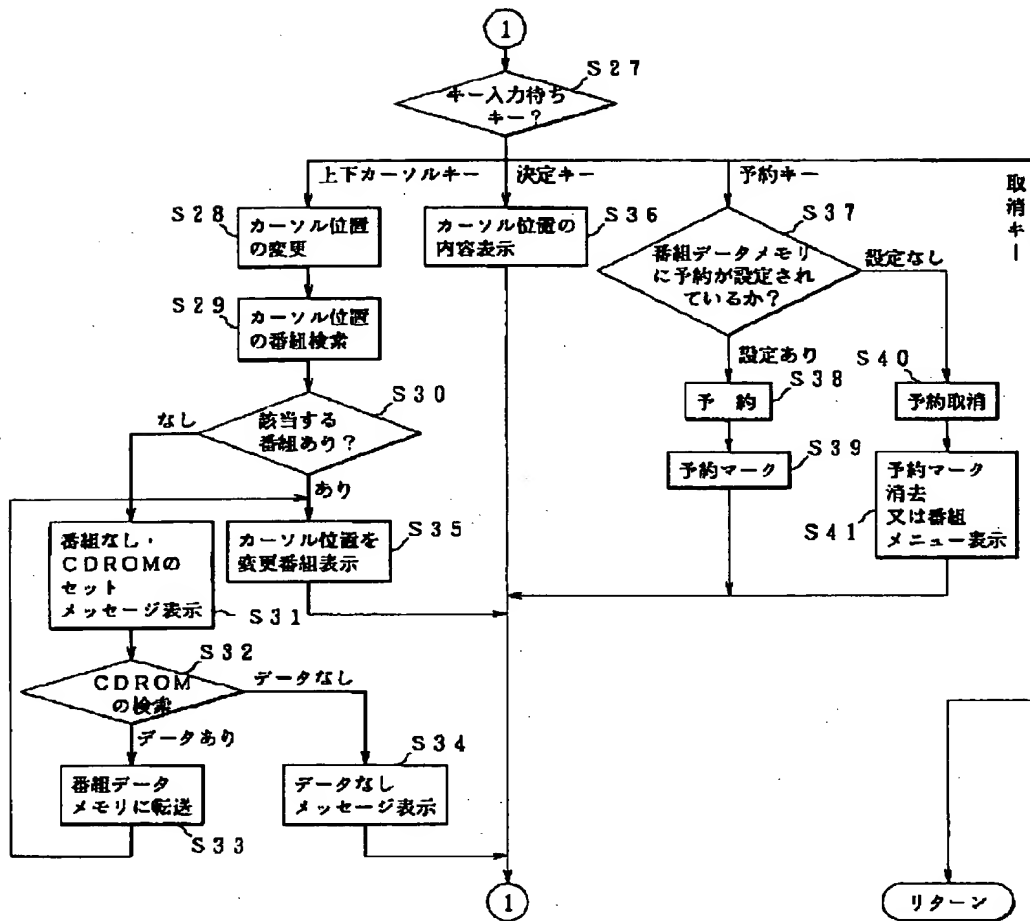 1
S27
キー入力待ち
キー?
上下カーソルキー
決定キー
予約キー
取消キー
S28
カーソル位置
の変更
S36
カーソル位置の
内容表示
S37
番組データメモリ
に予約が設定され
ているか?
設定なし
設定あり
S29
カーソル位置
の番組検索
S30
該当する
番組あり?
なし
あり
S38
予 約
S40
予約取消
S39
予約マーク
S41
予約マーク
消去
又は番組
メニュー表示
番組なし・
CDROMの
セット
メッセージ表示
S31
カーソル位置を
変更番組表示
S35
S32
CDROM
の検索
データなし
データあり
番組データ
メモリに転送
S33
S34
データなし
メッセージ表示
1
リターン